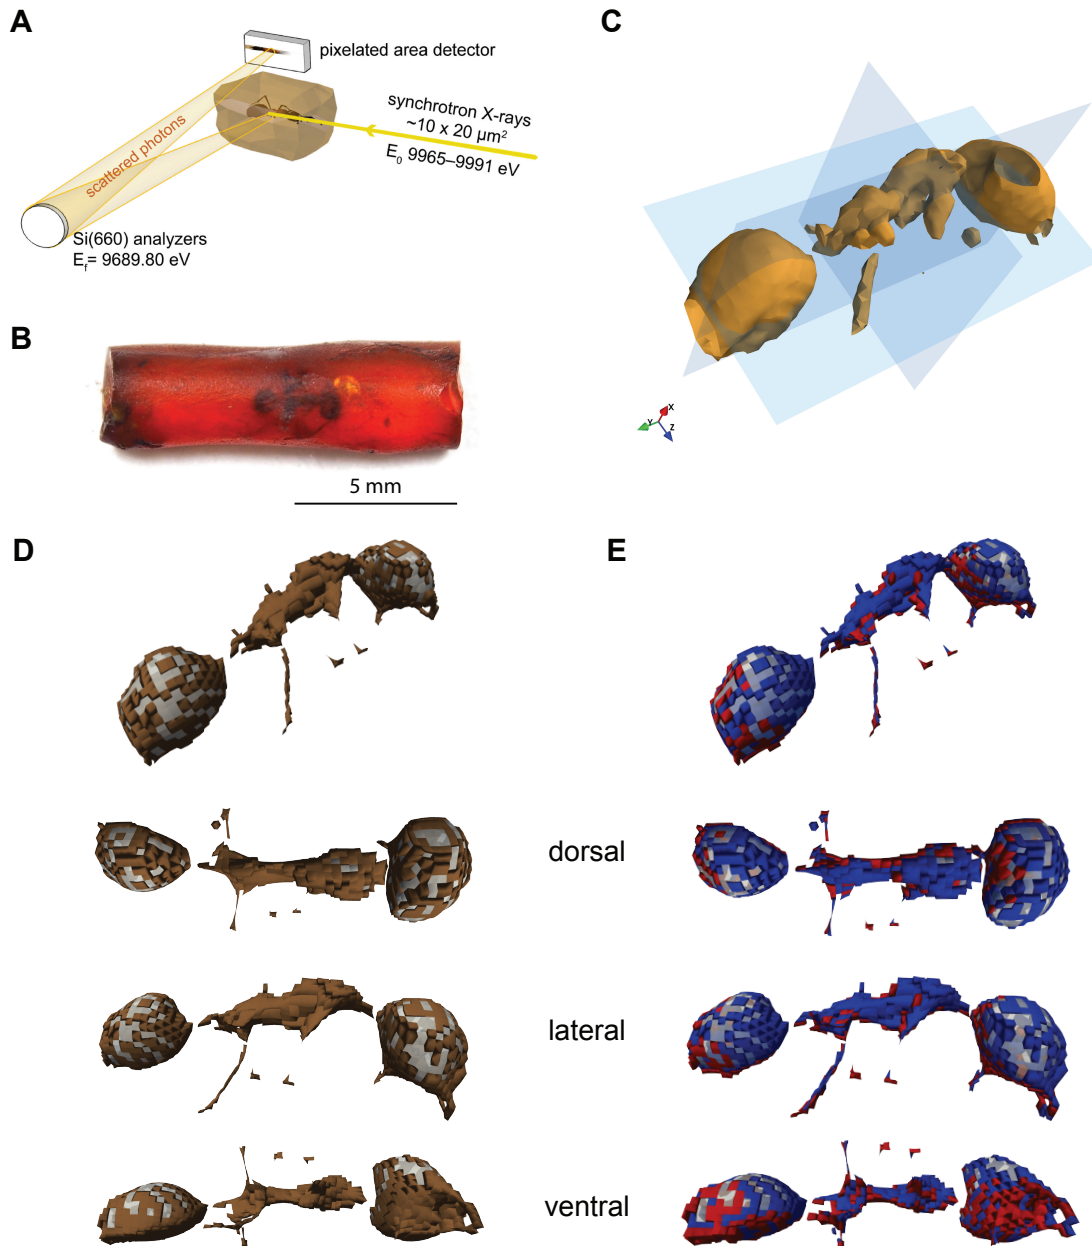 A
pixelated area detector
synchrotron X-rays
~10 x 20 µm²
E₀ 9965–9991 eV
scattered photons
Si(660) analyzers
E_f= 9689.80 eV
B
5 mm
C
X
Y
Z
D
E
dorsal
lateral
ventral